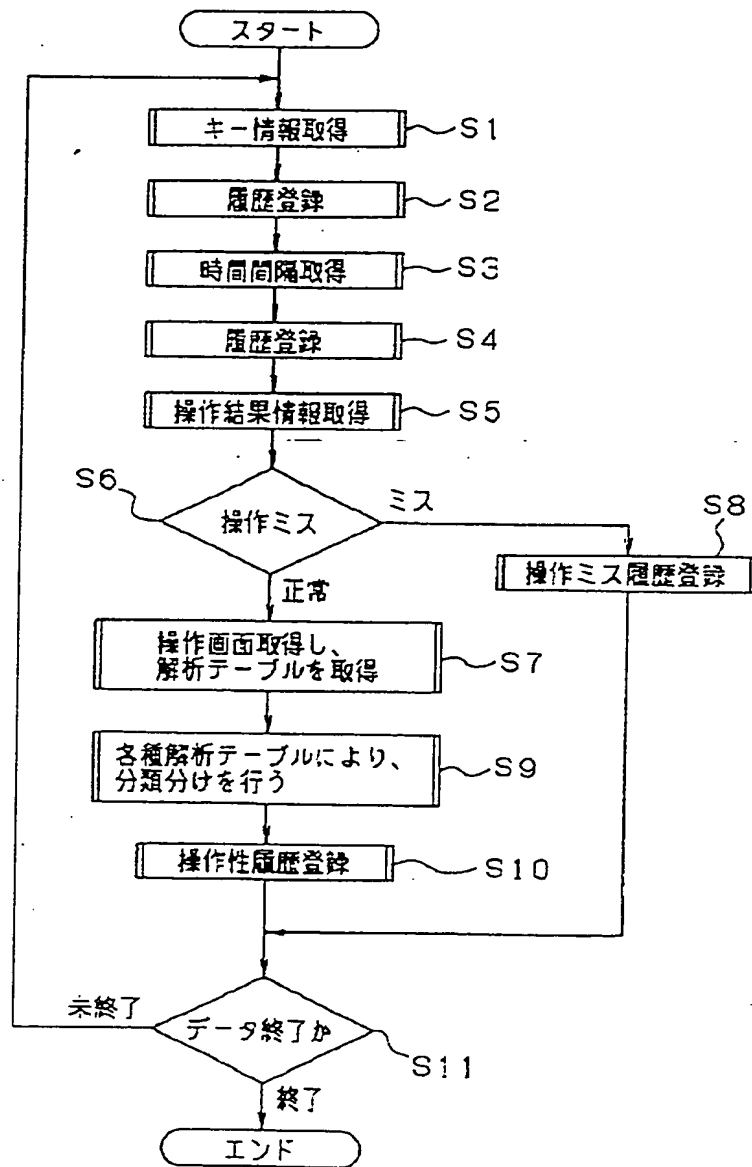 スタート
キー情報取得
S1
履歴登録
S2
時間間隔取得
S3
履歴登録
S4
操作結果情報取得
S5
S6
操作ミス
ミス
S8
操作ミス履歴登録
正常
操作画面取得し、
解析テーブルを取得
S7
各種解析テーブルにより、
分類分けを行う
S9
操作性履歴登録
S10
未終了
データ終了か
S11
終了
エンド